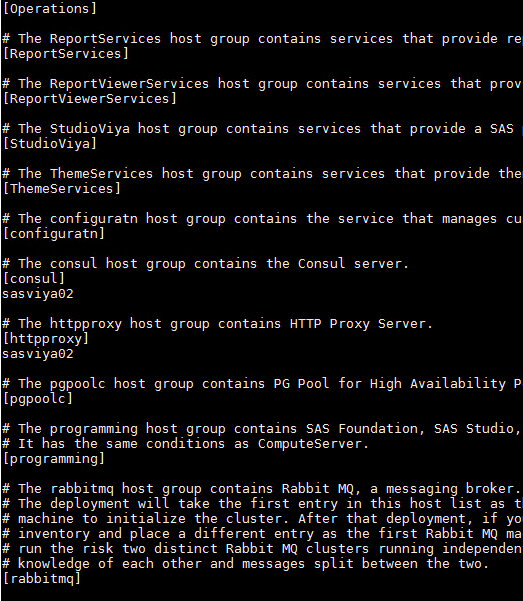 [Operations]
# The ReportServices host group contains services that provide re
[ReportServices]
# The ReportViewerServices host group contains services that prov
[ReportViewerServices]
# The StudioViya host group contains services that provide a SAS
[StudioViya]
# The ThemeServices host group contains services that provide the
[ThemeServices]
# The configuratn host group contains the service that manages cu
[configuratn]
# The consul host group contains the Consul server.
[consul]
sasviya02
# The httpproxy host group contains HTTP Proxy Server.
[httpproxy]
sasviya02
# The pgpoolc host group contains PG Pool for High Availability P
[pgpoolc]
# The programming host group contains SAS Foundation, SAS Studio,
# It has the same conditions as ComputeServer.
[programming]
# The rabbitmq host group contains Rabbit MQ, a messaging broker.
# The deployment will take the first entry in this host list as t
# machine to initialize the cluster. After that deployment, if yo
# inventory and place a different entry as the first Rabbit MQ ma
# run the risk two distinct Rabbit MQ clusters running independen
# knowledge of each other and messages split between the two.
[rabbitmq]